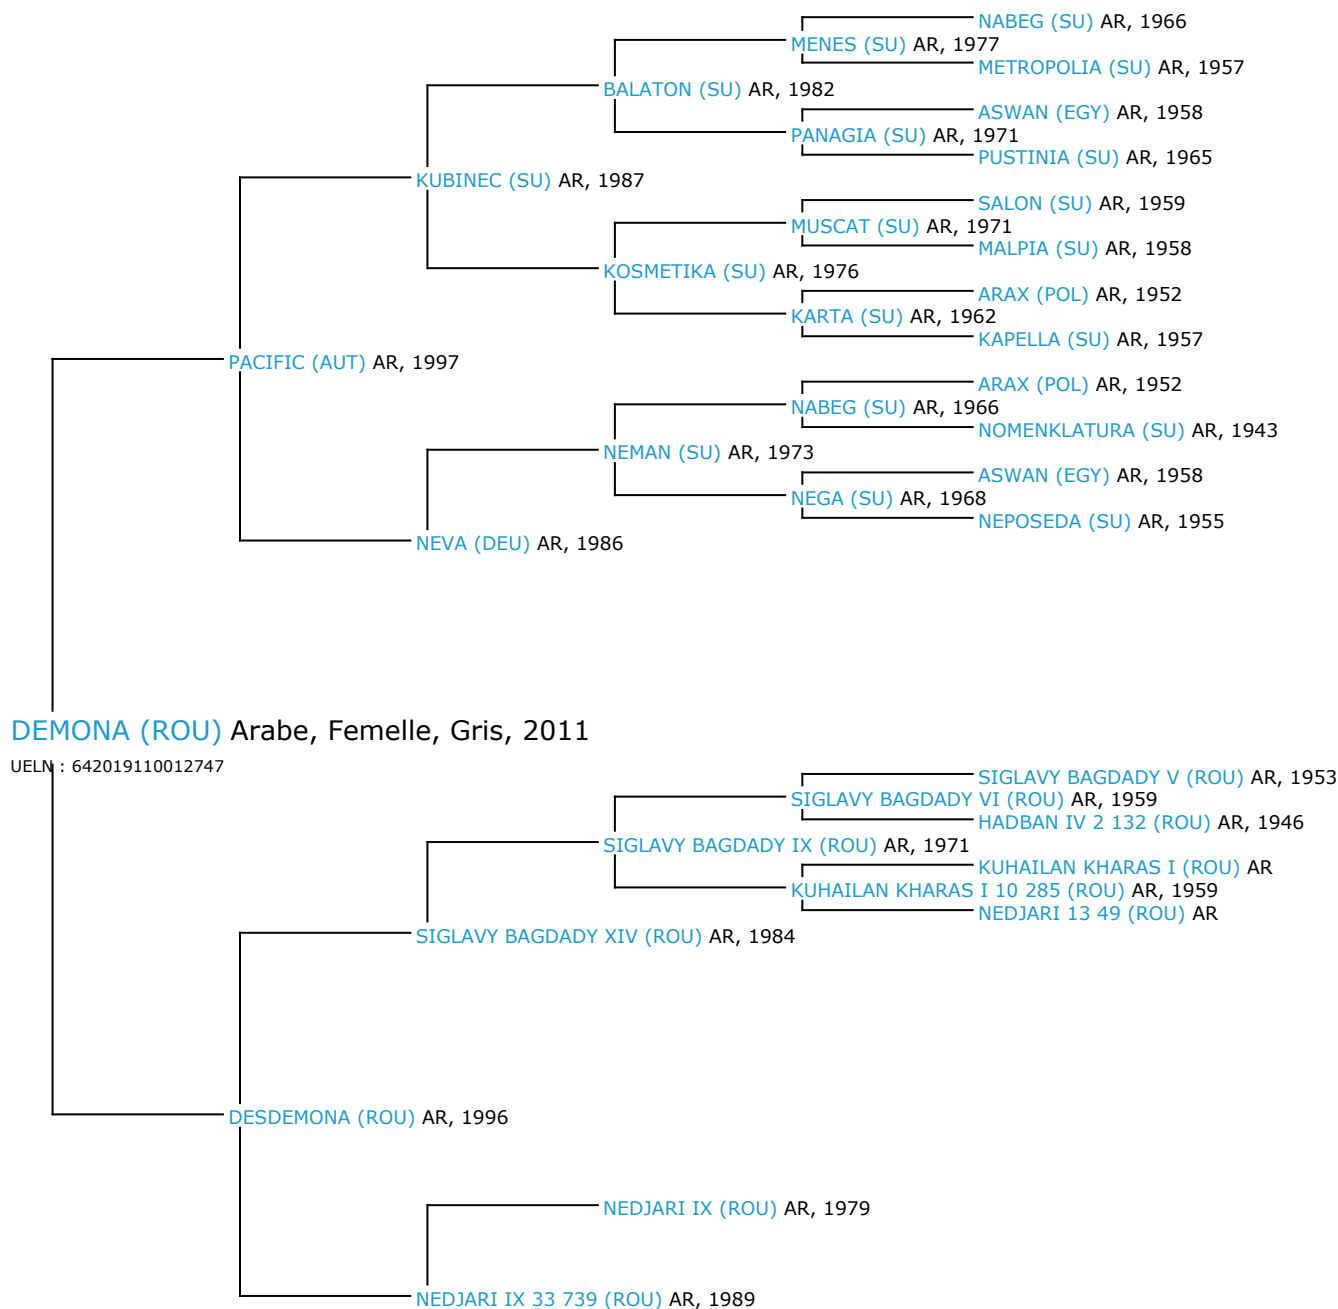 NABEG (SU) AR, 1966
MENES (SU) AR, 1977
METROPOLIA (SU) AR, 1957
BALATON (SU) AR, 1982
ASWAN (EGY) AR, 1958
PANAGIA (SU) AR, 1971
PUSTINIA (SU) AR, 1965
KUBINEC (SU) AR, 1987
SALON (SU) AR, 1959
MUSCAT (SU) AR, 1971
MALPIA (SU) AR, 1958
KOSMETIKA (SU) AR, 1976
ARAX (POL) AR, 1952
KARTA (SU) AR, 1962
KAPELLA (SU) AR, 1957
PACIFIC (AUT) AR, 1997
ARAX (POL) AR, 1952
NABEG (SU) AR, 1966
NOMENKLATURA (SU) AR, 1943
NEMAN (SU) AR, 1973
ASWAN (EGY) AR, 1958
NEGA (SU) AR, 1968
NEPOSEDA (SU) AR, 1955
NEVA (DEU) AR, 1986
DEMONA (ROU) Arabe, Femelle, Gris, 2011
UELN : 642019110012747
SIGLAVY BAGDADY V (ROU) AR, 1953
SIGLAVY BAGDADY VI (ROU) AR, 1959
HADBAN IV 2 132 (ROU) AR, 1946
SIGLAVY BAGDADY IX (ROU) AR, 1971
KUHAILAN KHARAS I (ROU) AR
KUHAILAN KHARAS I 10 285 (ROU) AR, 1959
NEDJARI 13 49 (ROU) AR
SIGLAVY BAGDADY XIV (ROU) AR, 1984
DESDEMONA (ROU) AR, 1996
NEDJARI IX (ROU) AR, 1979
NEDJARI IX 33 739 (ROU) AR, 1989